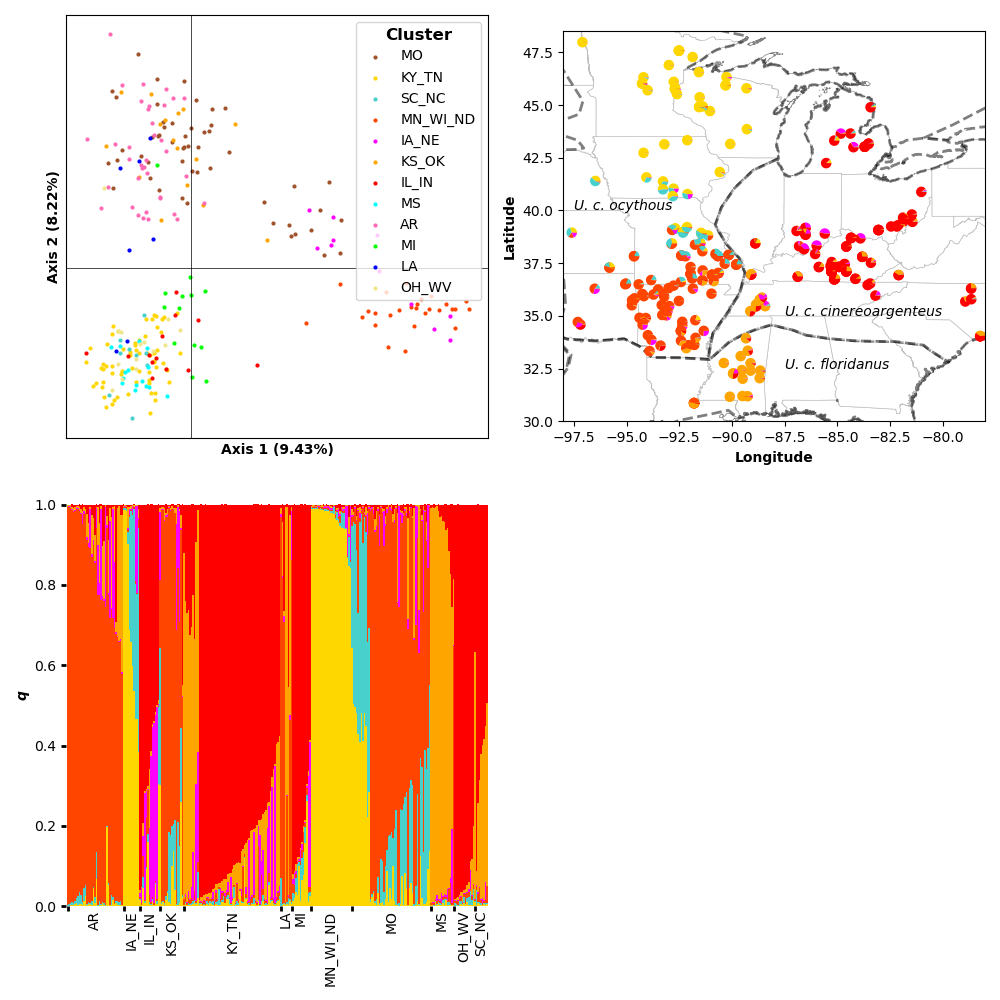 Cluster
MO
KY_TN
SC_NC
MN_WI_ND
IA_NE
KS_OK
IL_IN
MS
AR
MI
LA
OH_WV
Axis 2 (8.22%)
Axis 1 (9.43%)
47.5
45.0
42.5
40.0
37.5
35.0
32.5
30.0
Latitude
U. c. ocythous
U. c. cinereoargenteus
U. c. floridanus
−97.5 −95.0 −92.5 −90.0 −87.5 −85.0 −82.5 −80.0
Longitude
1.0
0.8
0.6
0.4
0.2
0.0
q
AR
IA_NE
IL_IN
KS_OK
KY_TN
LA
MI
MN_WI_ND
MO
MS
OH_WV
SC_NC